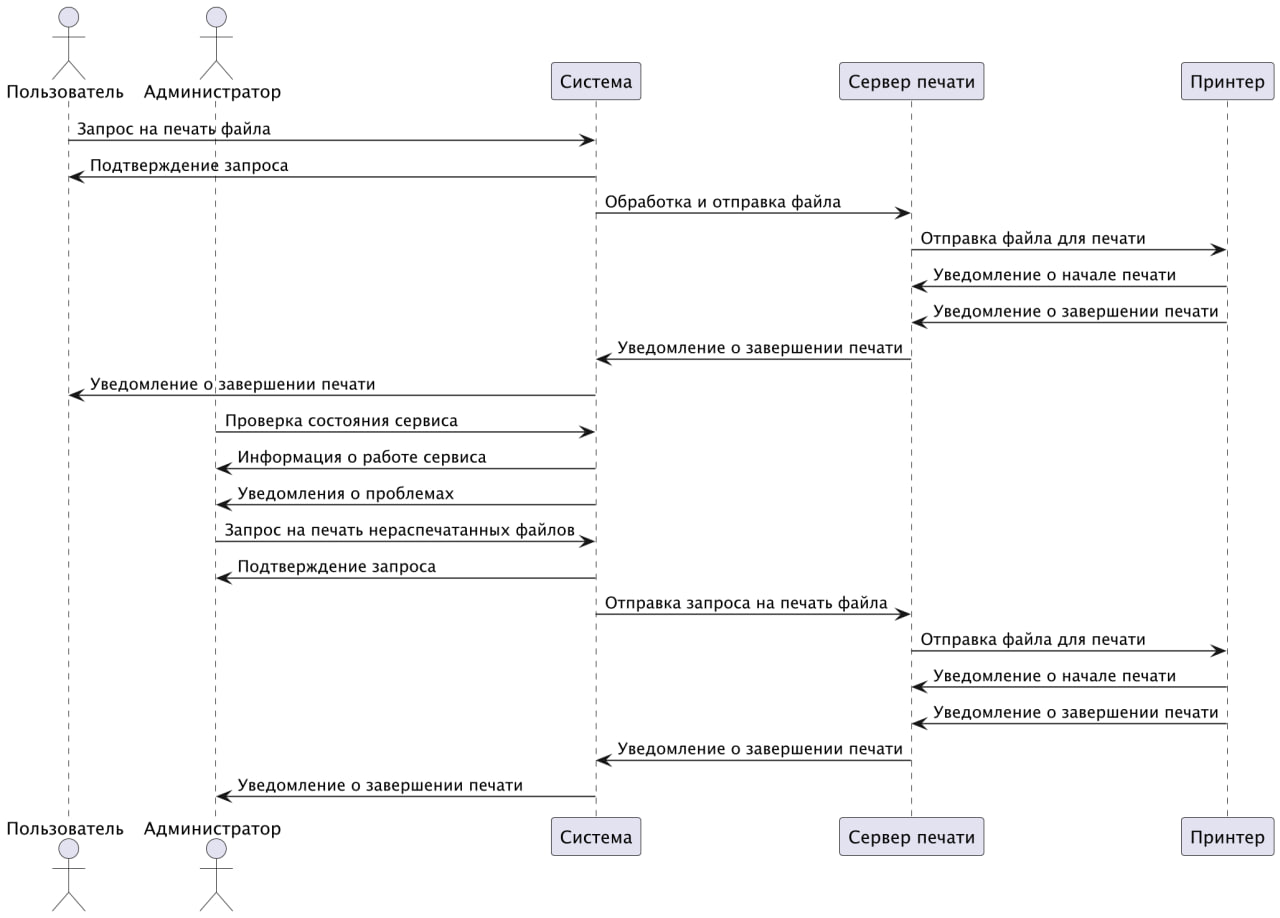 Пользователь
Администратор
Система
Сервер печати
Принтер
Запрос на печать файла
Подтверждение запроса
Обработка и отправка файла
Отправка файла для печати
Уведомление о начале печати
Уведомление о завершении печати
Уведомление о завершении печати
Уведомление о завершении печати
Проверка состояния сервиса
Информация о работе сервиса
Уведомления о проблемах
Запрос на печать нераспечатанных файлов
Подтверждение запроса
Отправка запроса на печать файла
Отправка файла для печати
Уведомление о начале печати
Уведомление о завершении печати
Уведомление о завершении печати
Уведомление о завершении печати
Пользователь
Администратор
Система
Сервер печати
Принтер